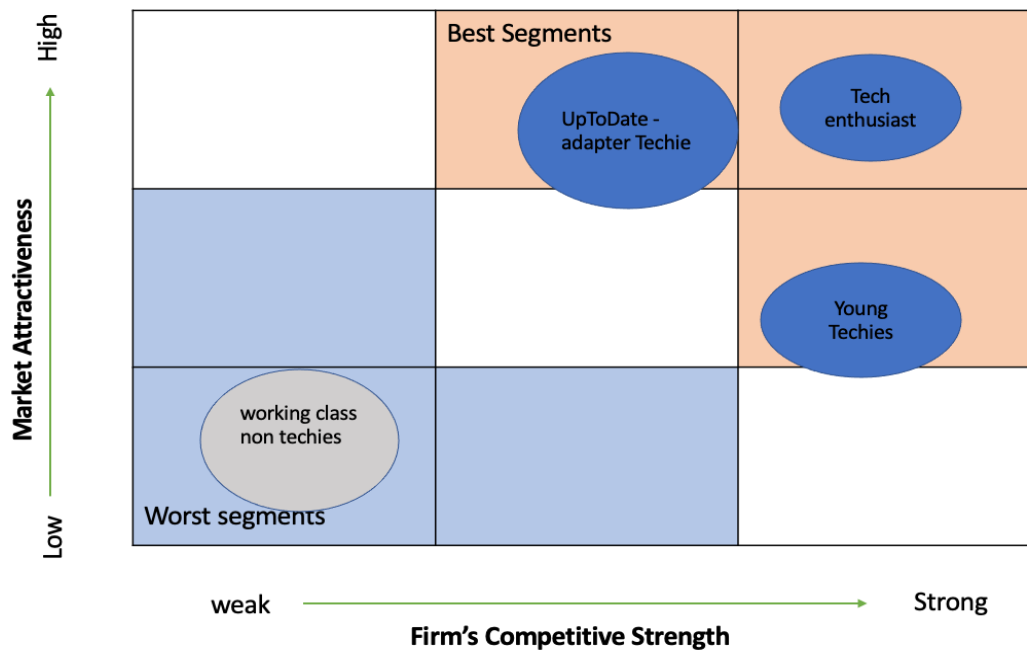 High
Best Segments
Tech
enthusiast
UpToDate -
adapter Techie
Market Attractiveness
Young
Techies
working class
non techies
Worst segments
Low
weak
Strong
Firm's Competitive Strength